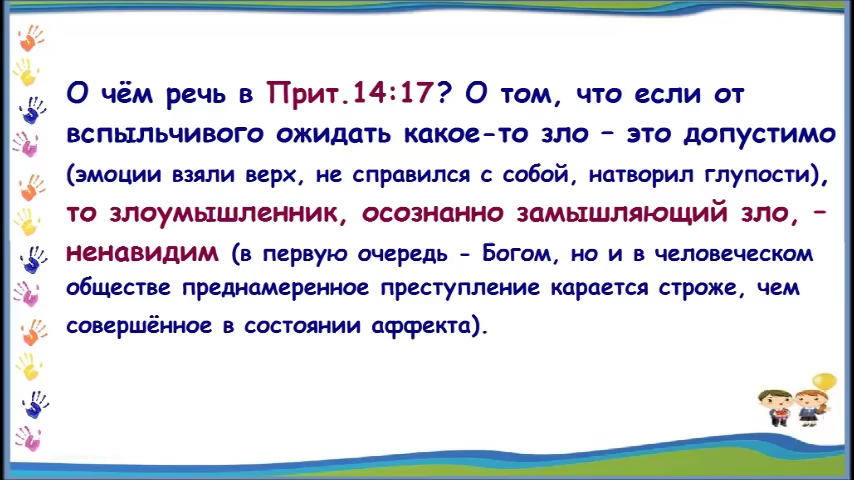 О чём речь в Прит.14:17? О том, что если от
вспыльчивого ожидать какое-то зло – это допустимо
(эмоции взяли верх, не справился с собой, натворил глупости),
то злоумышленник, осознанно замышляющий зло, –
ненавидим (в первую очередь - Богом, но и в человеческом
обществе преднамеренное преступление карается строже, чем
совершённое в состоянии аффекта).